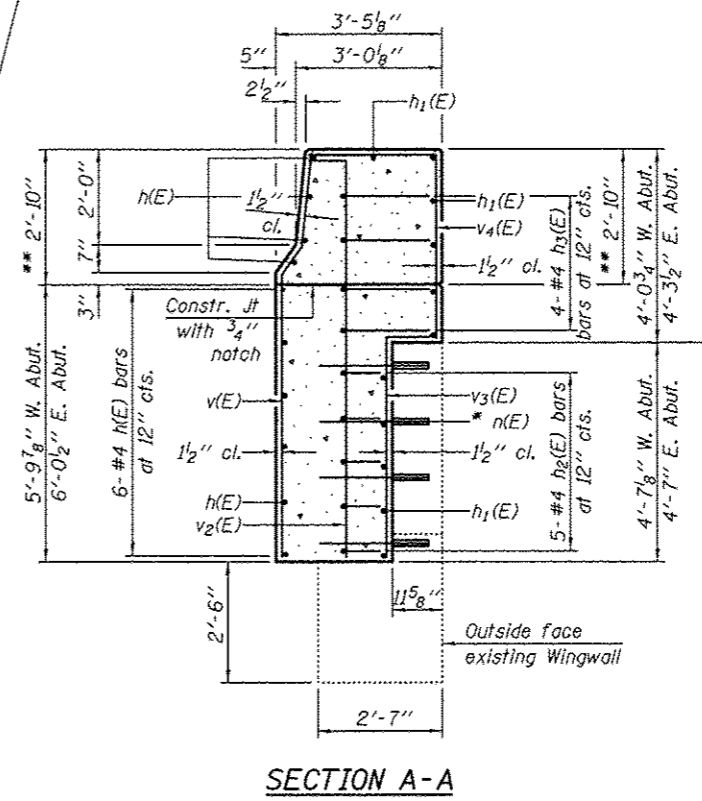 3'-5⅛"
5"
3'-0⅛"
2½"
h₁(E)
** 2'-10"
2'-0"
7"
3"
h(E)
1½"
cl.
h₁(E)
v₄(E)
1½" cl.
4-#4 h₃(E)
bars at 12" cts.
** 2'-10"
4'-0¾" W. Abut.
4'-3½" E. Abut.
Constr. Jt
with ¾"
notch
5'-9⅞" W. Abut.
6'-0½" E. Abut.
6-#4 h(E) bars
at 12" cts.
v(E)
1½" cl.
h(E)
v₂(E)
v₃(E)
* n(E)
1½" cl.
h₁(E)
5-#4 h₂(E) bars
at 12" cts.
4'-7⅛" W. Abut.
4'-7" E. Abut.
11⅝"
2'-6"
Outside face
existing Wingwall
2'-7"
SECTION A-A